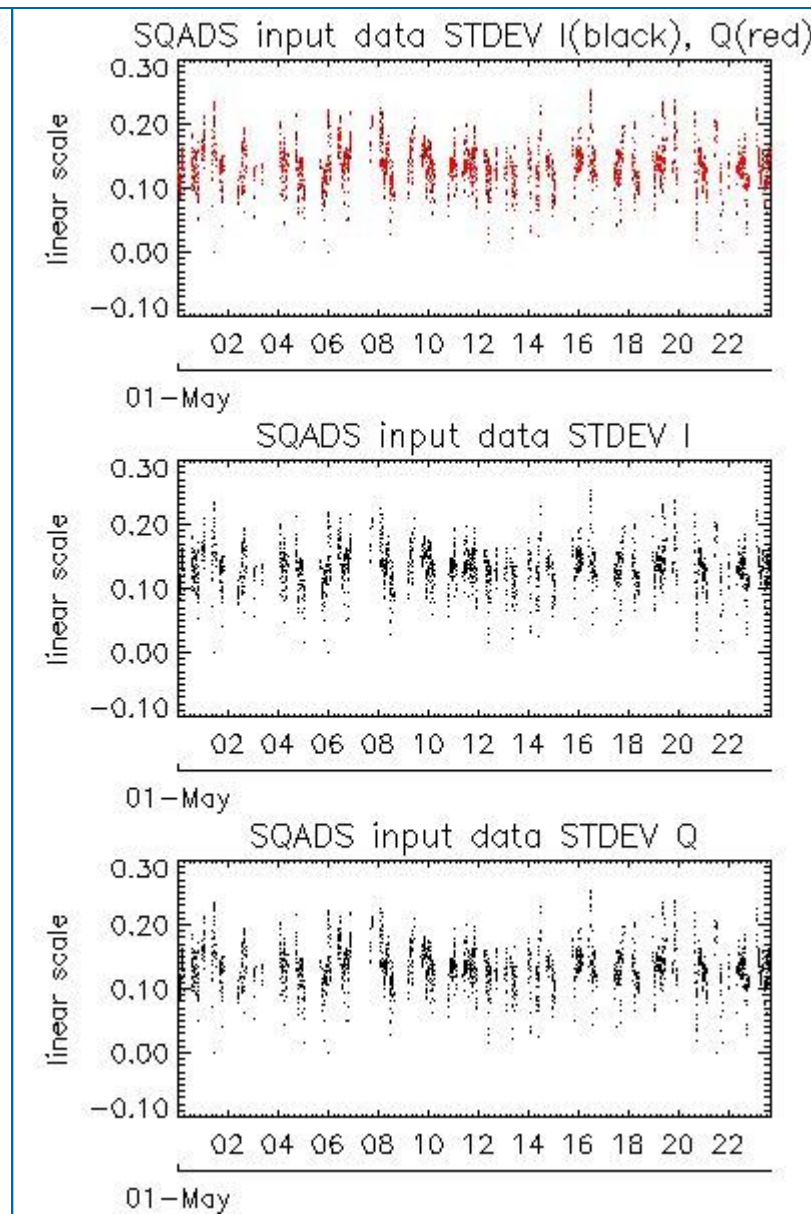 SQADS input data STDEV I(black), Q(red)
0.30
0.20
0.10
0.00
-0.10
linear scale
02 04 06 08 10 12 14 16 18 20 22
01-May
SQADS input data STDEV I
0.30
0.20
0.10
0.00
-0.10
linear scale
02 04 06 08 10 12 14 16 18 20 22
01-May
SQADS input data STDEV Q
0.30
0.20
0.10
0.00
-0.10
linear scale
02 04 06 08 10 12 14 16 18 20 22
01-May